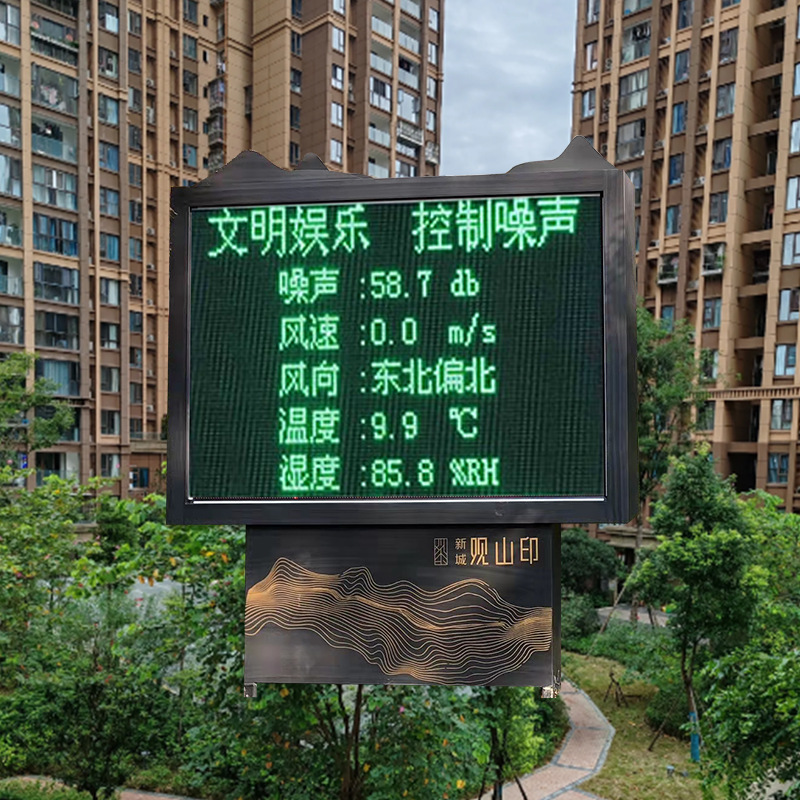 文明娱乐 控制噪声
噪声 :58.7 db
风速 :0.0 m/s
风向 :东北偏北
温度 :9.9 ℃
湿度 :85.8 %RH
新城 观山印